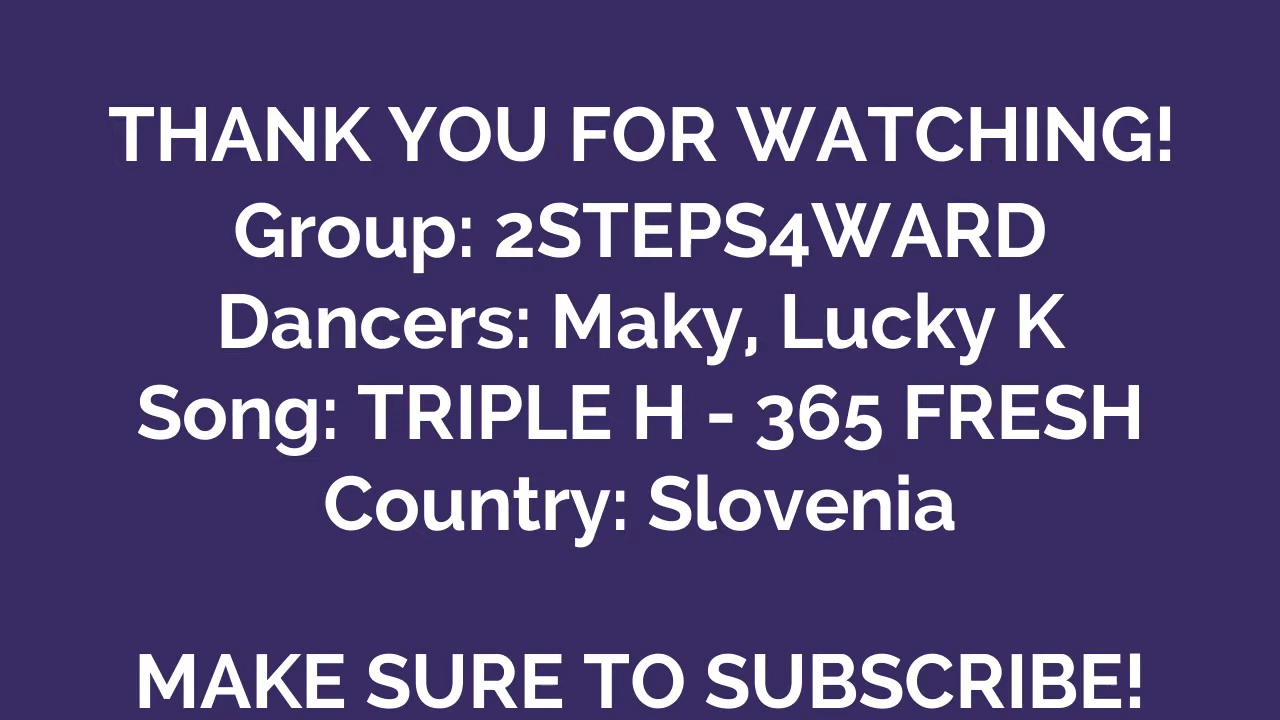 THANK YOU FOR WATCHING!
Group: 2STEPS4WARD
Dancers: Maky, Lucky K
Song: TRIPLE H - 365 FRESH
Country: Slovenia
MAKE SURE TO SUBSCRIBE!